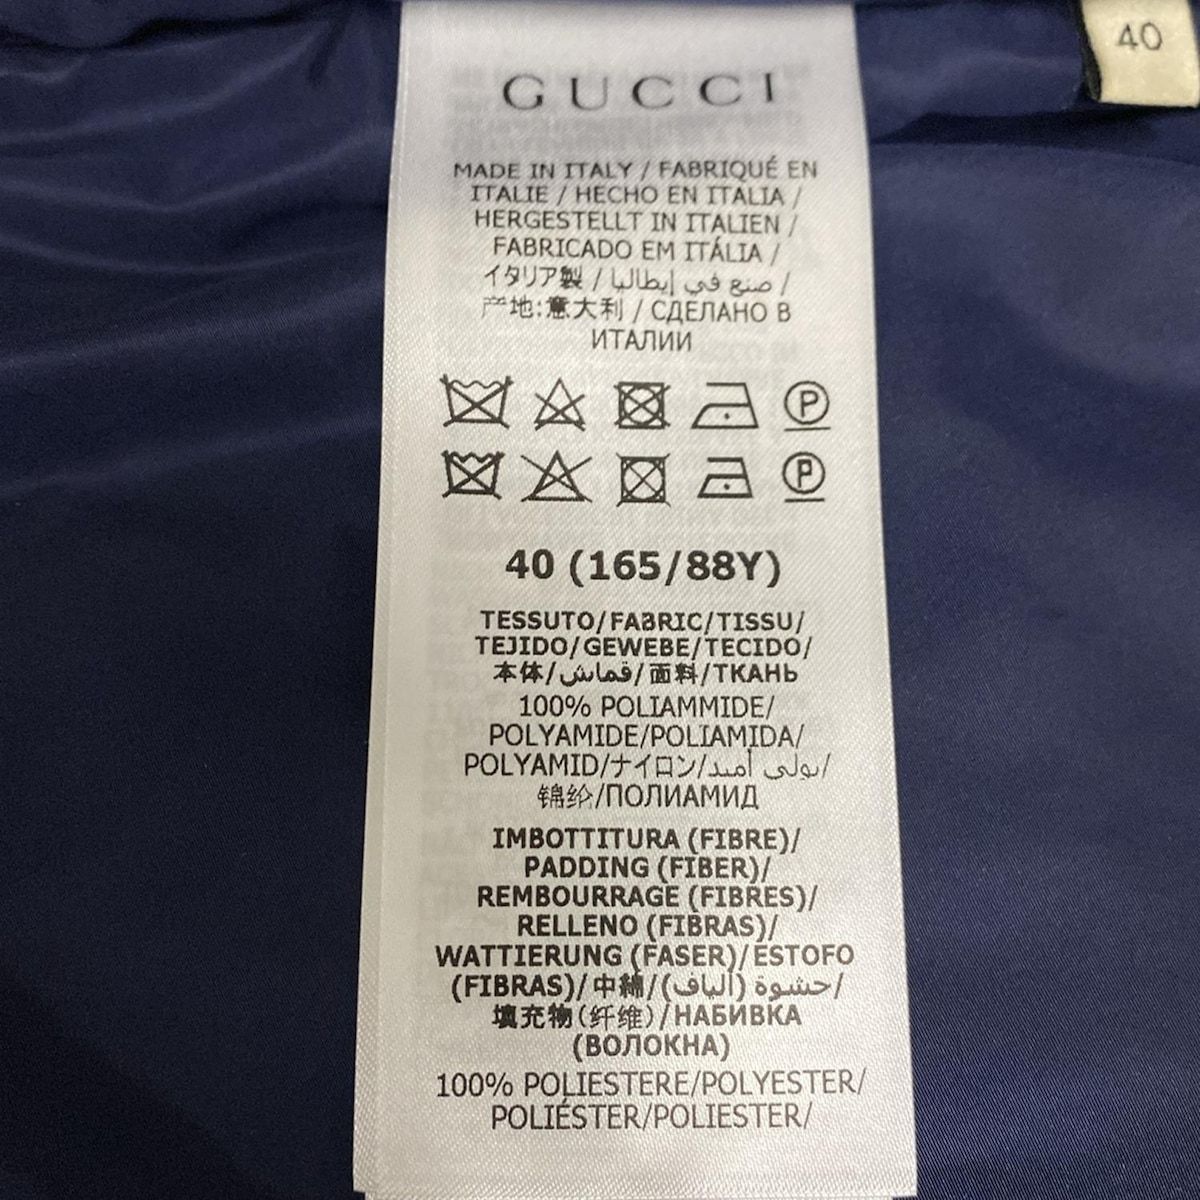 40
GUCCI
MADE IN ITALY / FABRIQUÉ EN
ITALIE / HECHO EN ITALIA /
HERGESTELLT IN ITALIEN /
FABRICADO EM ITÁLIA /
イタリア製 / صنع في إيطاليا /
产地:意大利 / СДЕЛАНО В
ИТАЛИИ
P
P
40 (165/88Y)
TESSUTO/FABRIC/TISSU/
TEJIDO/GEWEBE/TECIDO/
本体/قماش/面料/ТКАНЬ
100% POLIAMMIDE/
POLYAMIDE/POLIAMIDA/
POLYAMID/ナイロン/بولي أميد/
锦纶/ПОЛИАМИД
IMBOTTITURA (FIBRE)/
PADDING (FIBER)/
REMBOURRAGE (FIBRES)/
RELLENO (FIBRAS)/
WATTIERUNG (FASER)/ESTOFO
(FIBRAS)/中綿/حشوة (ألياف)/
填充物(纤维)/НАБИВКА
(ВОЛОКНА)
100% POLIESTERE/POLYESTER/
POLIÉSTER/POLIESTER/